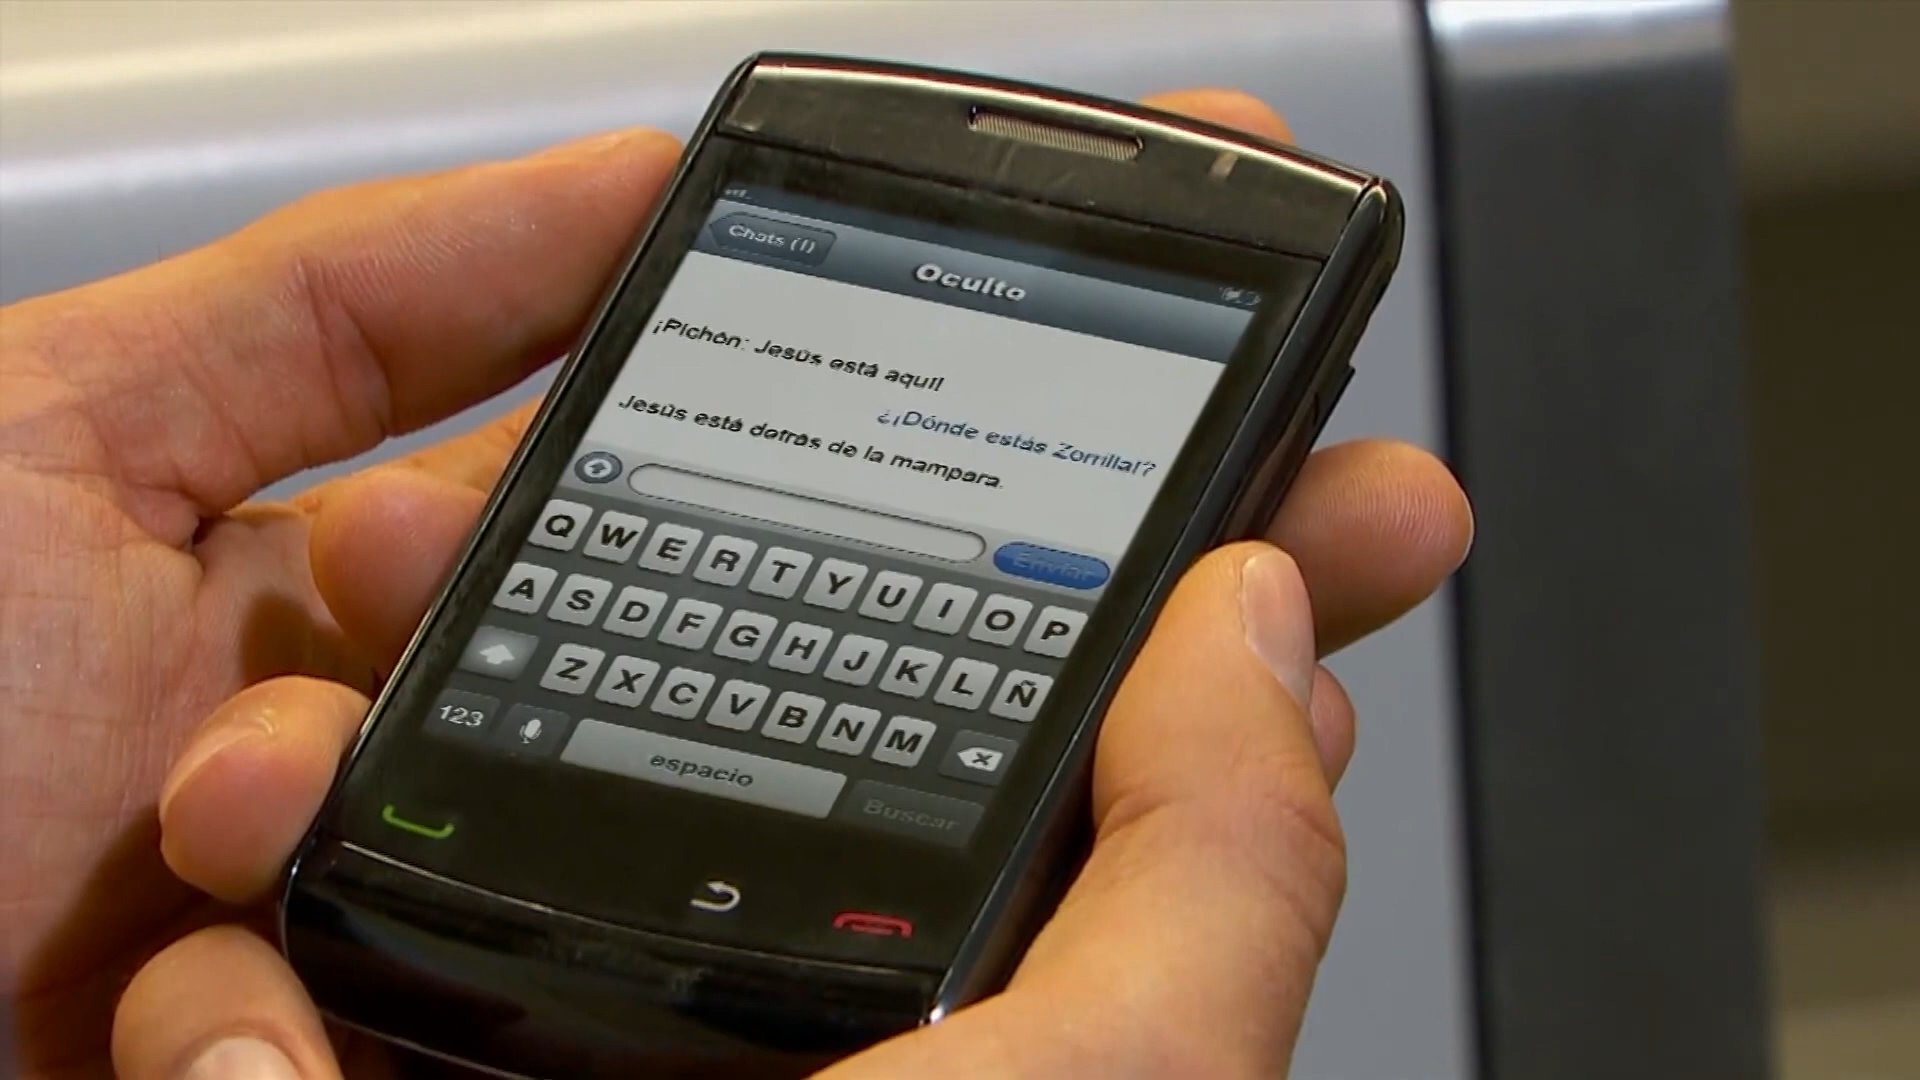 Chats (1)
Oculto
¡Pichón: Jesús está aquí!
¿¡Dónde estás Zorrilla!?
Jesús está detrás de la mampara.
Enviar
Q W E R T Y U I O P
A S D F G H J K L Ñ
Z X C V B N M
123
espacio
Buscar